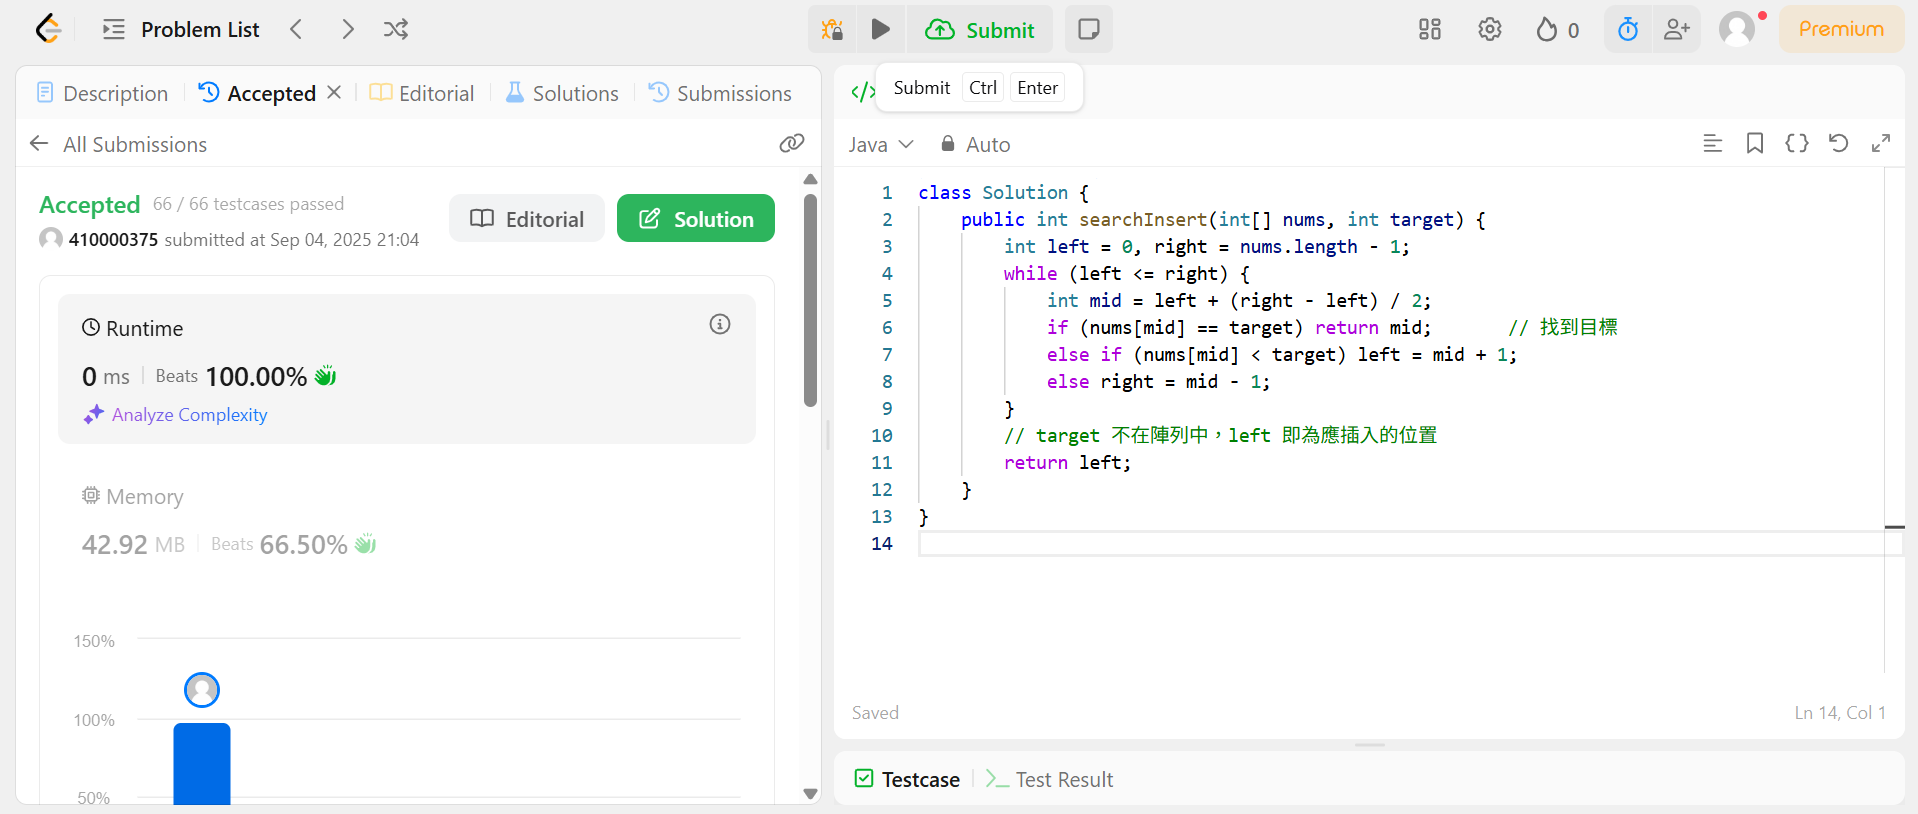 Problem List
Submit
0
Premium
Description
Accepted
Editorial
Solutions
Submissions
</>
Submit Ctrl Enter
All Submissions
Accepted 66 / 66 testcases passed
410000375 submitted at Sep 04, 2025 21:04
Editorial
Solution
Runtime
0 ms Beats 100.00%
Analyze Complexity
Memory
42.92 MB Beats 66.50%
150%
100%
50%
Java
Auto
1 class Solution {
2     public int searchInsert(int[] nums, int target) {
3         int left = 0, right = nums.length - 1;
4         while (left <= right) {
5             int mid = left + (right - left) / 2;
6             if (nums[mid] == target) return mid;       // 找到目標
7             else if (nums[mid] < target) left = mid + 1;
8             else right = mid - 1;
9         }
10         // target 不在陣列中，left 即為應插入的位置
11         return left;
12     }
13 }
14
Saved
Ln 14, Col 1
Testcase
Test Result